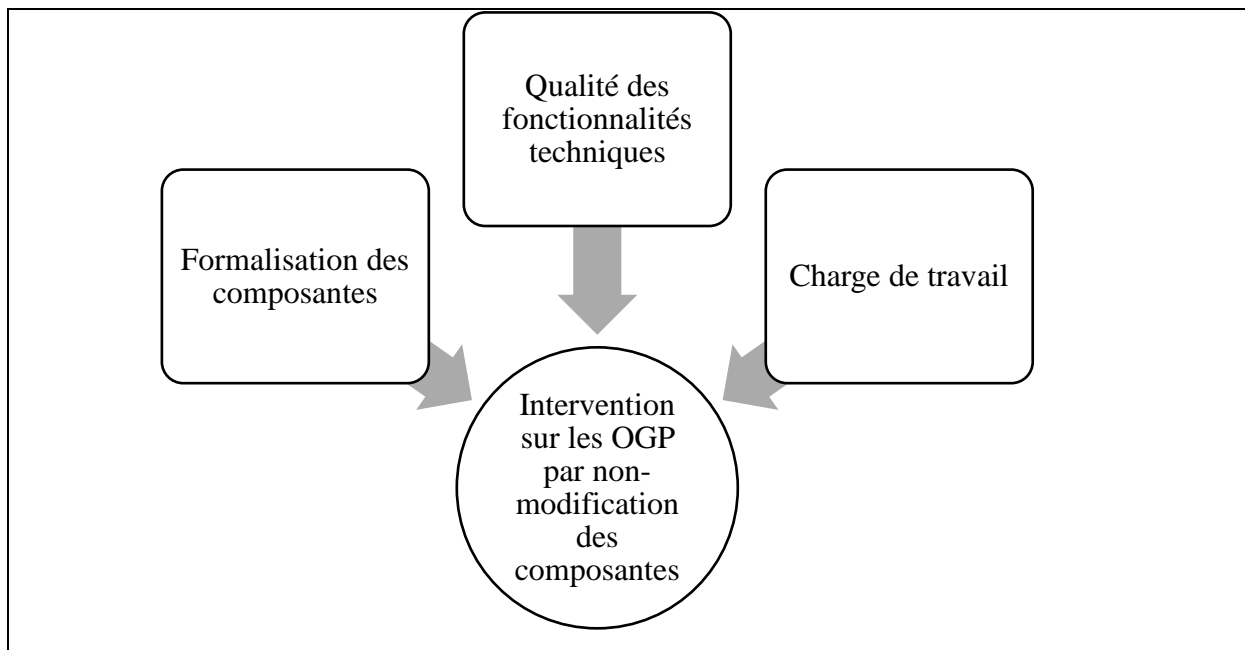 Qualité des
fonctionnalités
techniques
Formalisation des
composantes
Charge de travail
Intervention
sur les OGP
par non-
modification
des
composantes